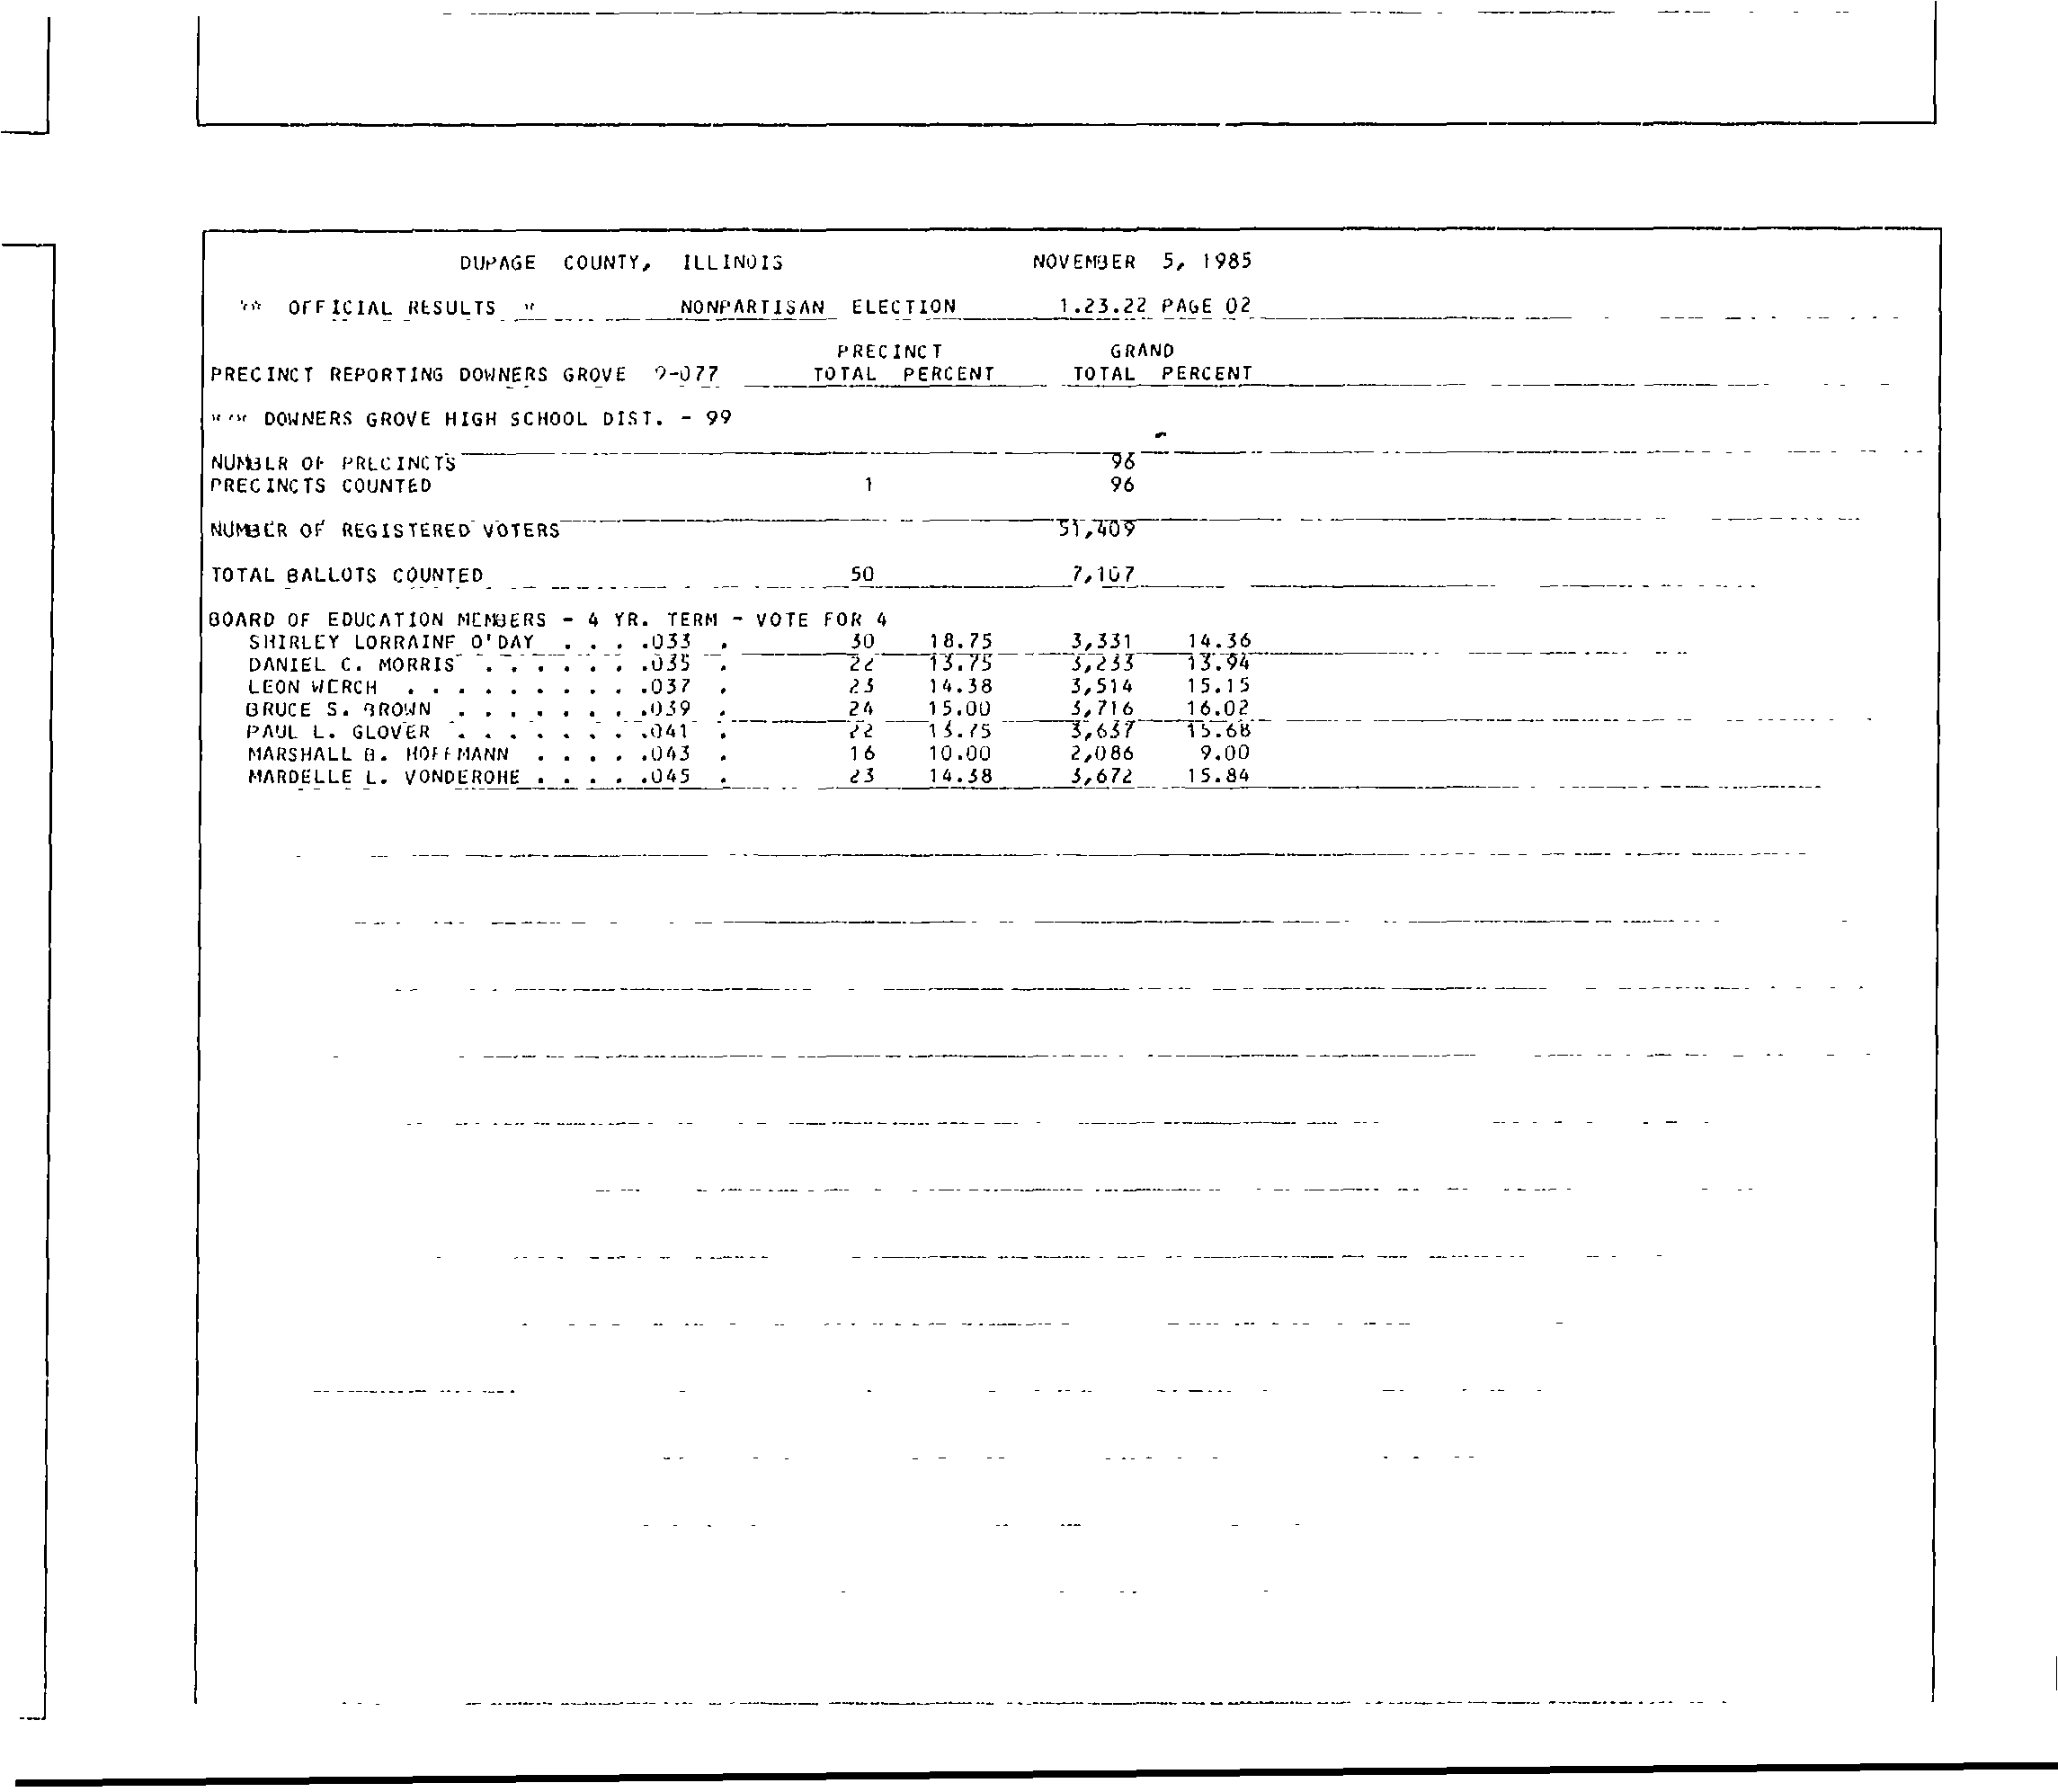 DUPAGE COUNTY, ILLINOIS NOVEMBER 5, 1985
** OFFICIAL RESULTS * NONPARTISAN ELECTION 1.23.22 PAGE 02
PRECINCT GRAND
PRECINCT REPORTING DOWNERS GROVE 9-077 TOTAL PERCENT TOTAL PERCENT
*** DOWNERS GROVE HIGH SCHOOL DIST. - 99
NUMBER OF PRECINCTS 96
PRECINCTS COUNTED 1 96
NUMBER OF REGISTERED VOTERS 51,409
TOTAL BALLOTS COUNTED 50 7,107
BOARD OF EDUCATION MEMBERS - 4 YR. TERM - VOTE FOR 4
SHIRLEY LORRAINE O'DAY . . . .033 . 30 18.75 3,331 14.36
DANIEL C. MORRIS . . . . . . .035 . 22 13.75 3,233 13.94
LEON WERCH . . . . . . . . . .037 . 23 14.38 3,514 15.15
BRUCE S. BROWN . . . . . . . .039 . 24 15.00 3,716 16.02
PAUL L. GLOVER . . . . . . . .041 . 22 13.75 3,637 15.68
MARSHALL B. HOFFMANN . . . . .043 . 16 10.00 2,086 9.00
MARDELLE L. VONDEROHE . . . . .045 . 23 14.38 3,672 15.84